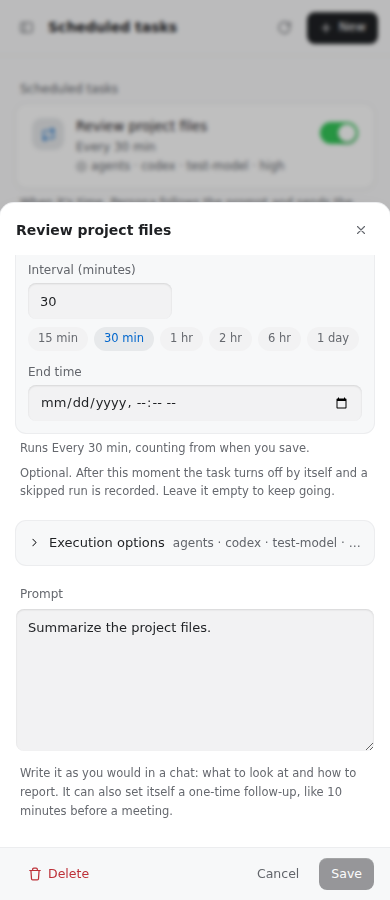 Scheduled tasks
New
Scheduled tasks
Review project files
Every 30 min
agents · codex · test-model · high
Review project files
Interval (minutes)
30
15 min 30 min 1 hr 2 hr 6 hr 1 day
End time
mm/dd/yyyy, --:-- --
Runs Every 30 min, counting from when you save.
Optional. After this moment the task turns off by itself and a
skipped run is recorded. Leave it empty to keep going.
Execution options agents · codex · test-model · ...
Prompt
Summarize the project files.
Write it as you would in a chat: what to look at and how to
report. It can also set itself a one-time follow-up, like 10
minutes before a meeting.
Delete Cancel Save